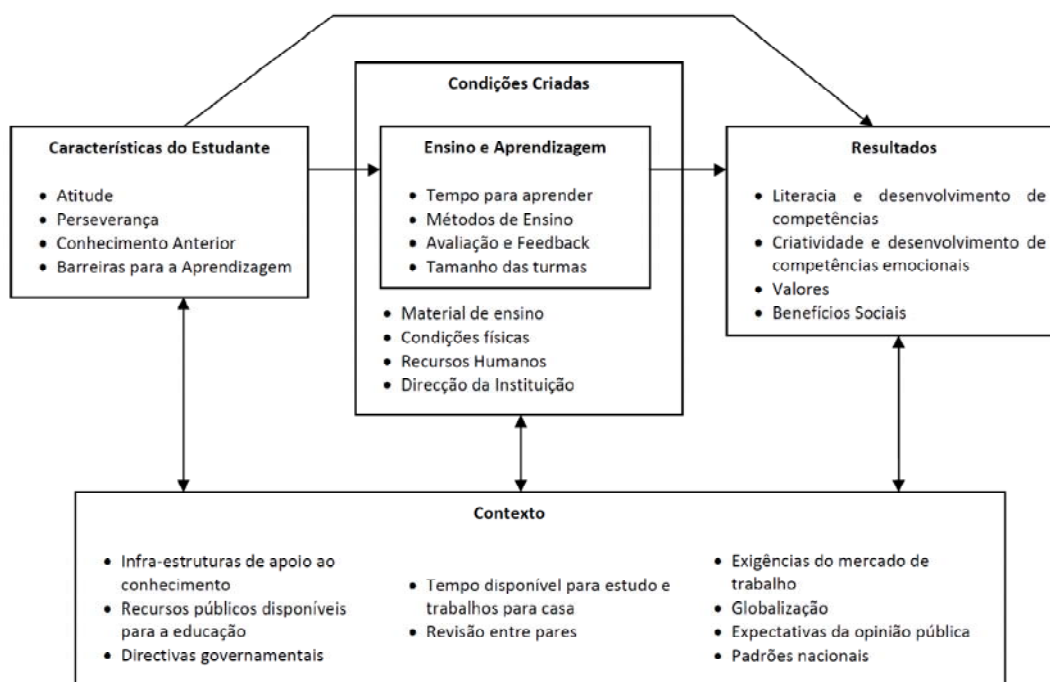 Condições Criadas
Características do Estudante
• Atitude
• Perseverança
• Conhecimento Anterior
• Barreiras para a Aprendizagem
Ensino e Aprendizagem
• Tempo para aprender
• Métodos de Ensino
• Avaliação e Feedback
• Tamanho das turmas
• Material de ensino
• Condições físicas
• Recursos Humanos
• Direcção da Instituição
Resultados
• Literacia e desenvolvimento de
competências
• Criatividade e desenvolvimento de
competências emocionais
• Valores
• Benefícios Sociais
Contexto
• Infra-estruturas de apoio ao
conhecimento
• Recursos públicos disponíveis
para a educação
• Directivas governamentais
• Tempo disponível para estudo e
trabalhos para casa
• Revisão entre pares
• Exigências do mercado de
trabalho
• Globalização
• Expectativas da opinião pública
• Padrões nacionais